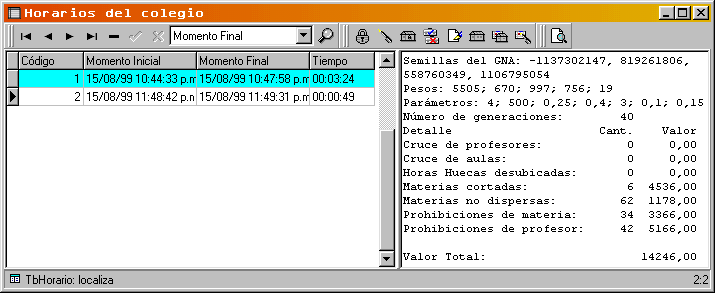 Horarios del colegio
Momento Final
Código Momento Inicial Momento Final Tiempo
1 15/08/99 10:44:33 p.m 15/08/99 10:47:58 p.m 00:03:24
2 15/08/99 11:48:42 p.m 15/08/99 11:49:31 p.m 00:00:49
Semillas del GNA: -1137302147, 819261806,
558760349, 1106795054
Pesos: 5505; 670; 997; 756; 19
Parámetros: 4; 500; 0,25; 0,4; 3; 0,1; 0,15
Número de generaciones: 40
Detalle Cant. Valor
Cruce de profesores: 0 0,00
Cruce de aulas: 0 0,00
Horas Huecas desubicadas: 0 0,00
Materias cortadas: 6 4536,00
Materias no dispersas: 62 1178,00
Prohibiciones de materia: 34 3366,00
Prohibiciones de profesor: 42 5166,00
Valor Total: 14246,00
TbHorario: localiza 2:2